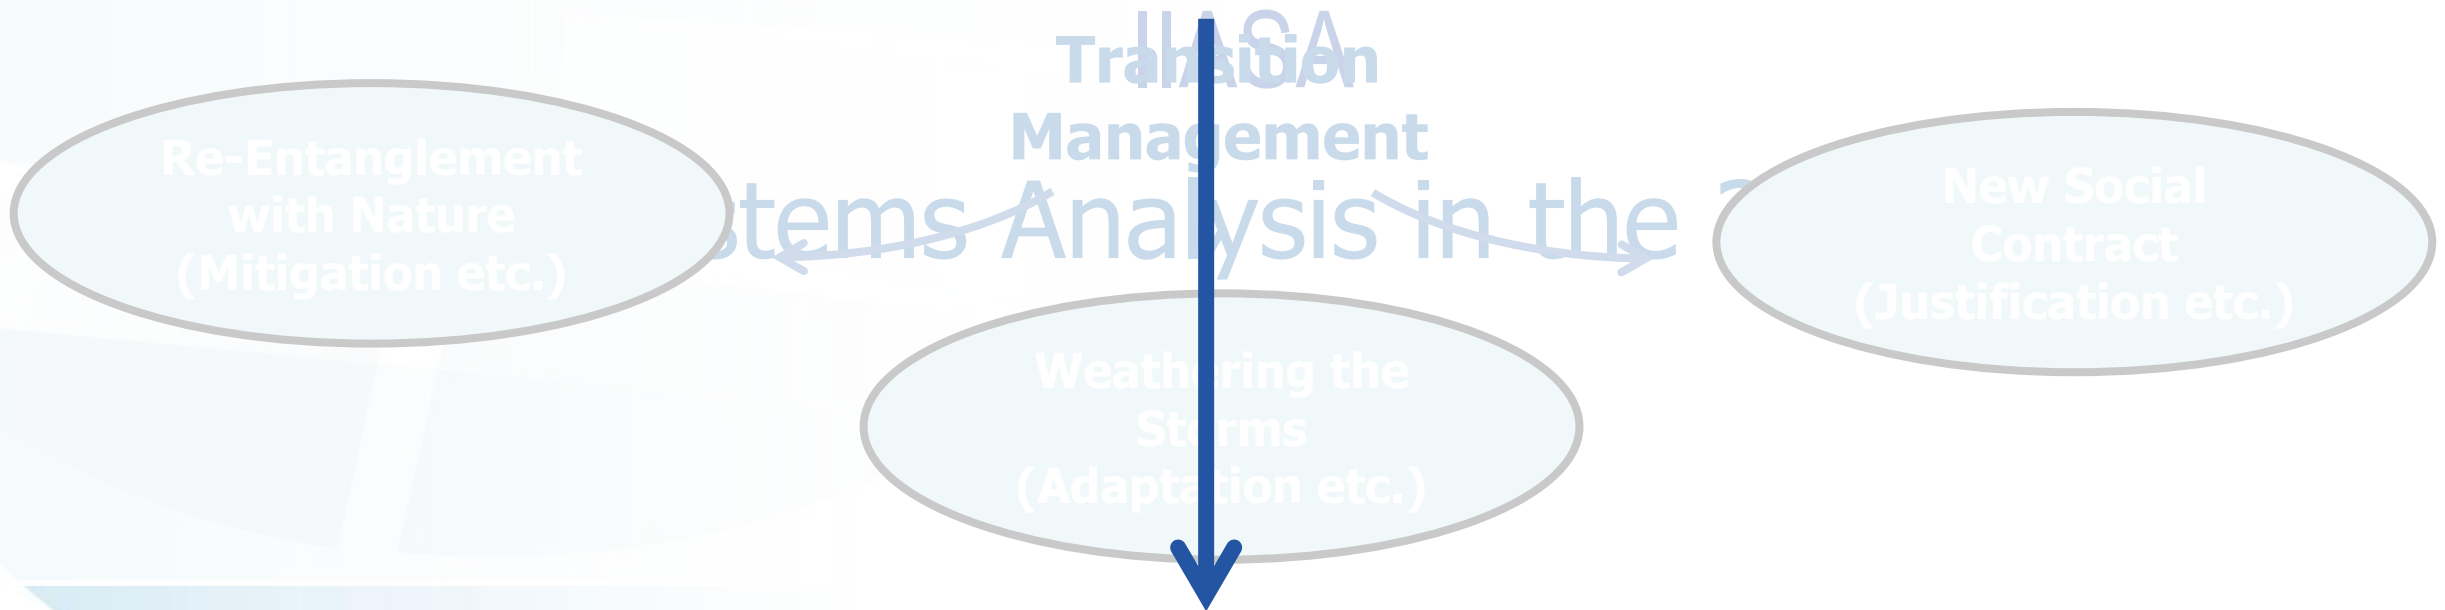 IIASA
Transition
Management
stems Analysis in the
Re-Entanglement
with Nature
(Mitigation etc.)
New Social
Contract
(Justification etc.)
Weathering the
Storms
(Adaptation etc.)